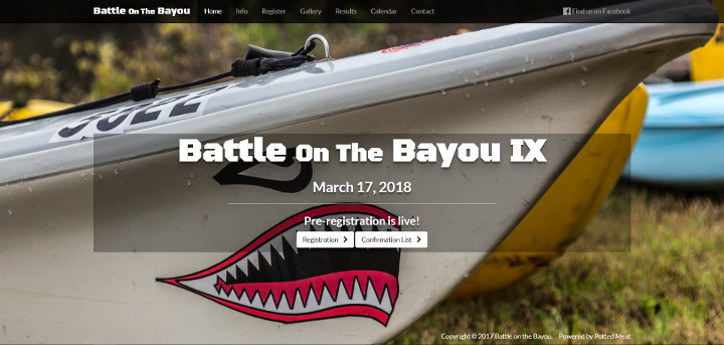 Battle On The Bayou
Home Info Register Gallery Results Calendar Contact
Find us on Facebook
Battle On The Bayou IX
March 17, 2018
Pre-registration is live!
Registration
Confirmation List
Copyright © 2017 Battle on the Bayou. Powered by Potted Meat